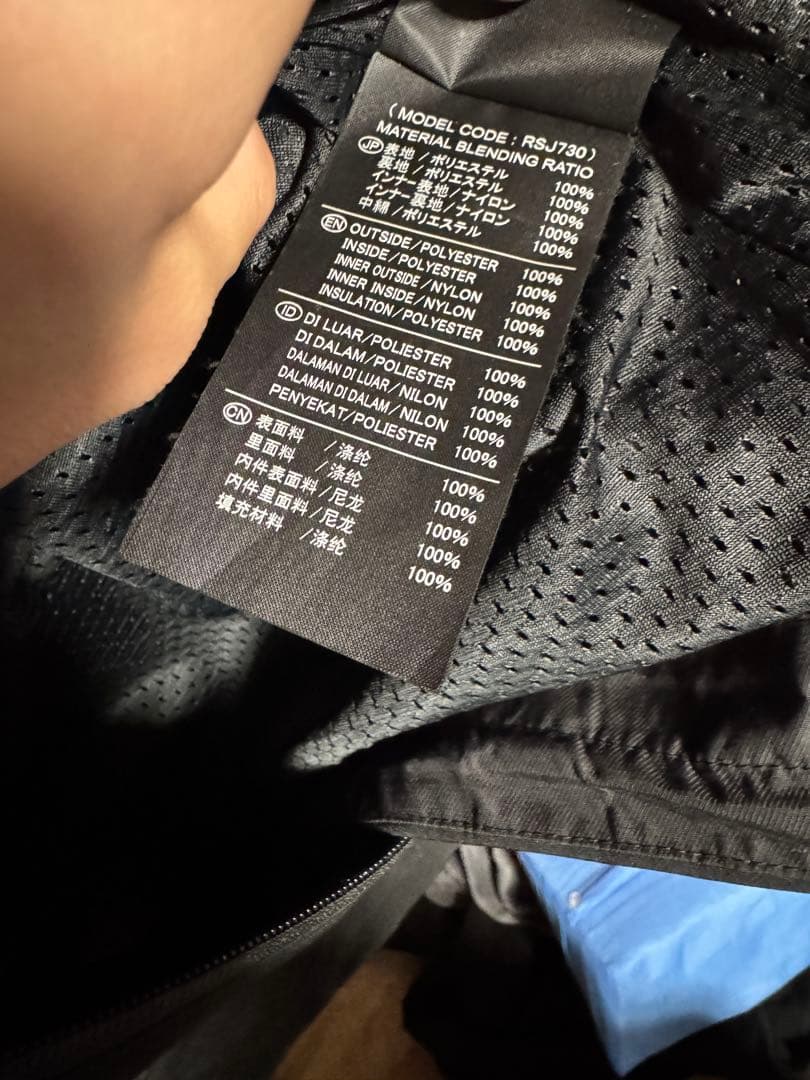 ( MODEL CODE : RSJ730 )
MATERIAL BLENDING RATIO
JP 表地/ポリエステル 100%
裏地/ポリエステル 100%
インナー表地/ナイロン 100%
インナー裏地/ナイロン 100%
中綿/ポリエステル 100%
EN OUTSIDE/POLYESTER 100%
INSIDE/POLYESTER 100%
INNER OUTSIDE/NYLON 100%
INNER INSIDE/NYLON 100%
INSULATION/POLYESTER 100%
ID DI LUAR/POLIESTER 100%
DI DALAM/POLIESTER 100%
DALAMAN DI LUAR/NILON 100%
DALAMAN DI DALAM/NILON 100%
PENYEKAT/POLIESTER 100%
CN 表面料 /涤纶 100%
里面料 /涤纶 100%
内件表面料/尼龙 100%
内件里面料/尼龙 100%
填充材料 /涤纶 100%